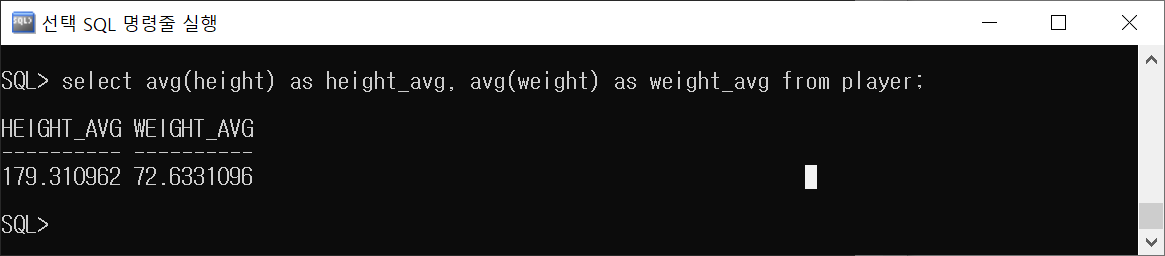 선택 SQL 명령줄 실행
SQL> select avg(height) as height_avg, avg(weight) as weight_avg from player;
HEIGHT_AVG WEIGHT_AVG
---------- ----------
179.310962 72.6331096
SQL>